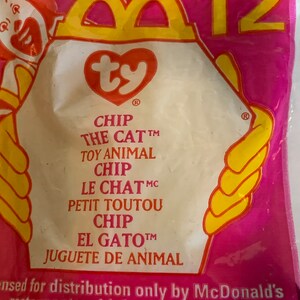 12
ty
®
®
CHIP
THE CAT™
TOY ANIMAL
CHIP
LE CHAT MC
PETIT TOUTOU
CHIP
EL GATO™
JUGUETE DE ANIMAL
ensed for distribution only by McDonald's